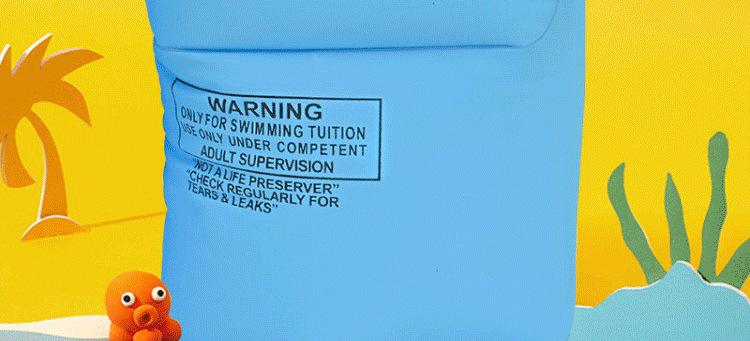 WARNING
ONLY FOR SWIMMING TUITION
USE ONLY UNDER COMPETENT
ADULT SUPERVISION
"NOT A LIFE PRESERVER"
"CHECK REGULARLY FOR
TEARS & LEAKS"